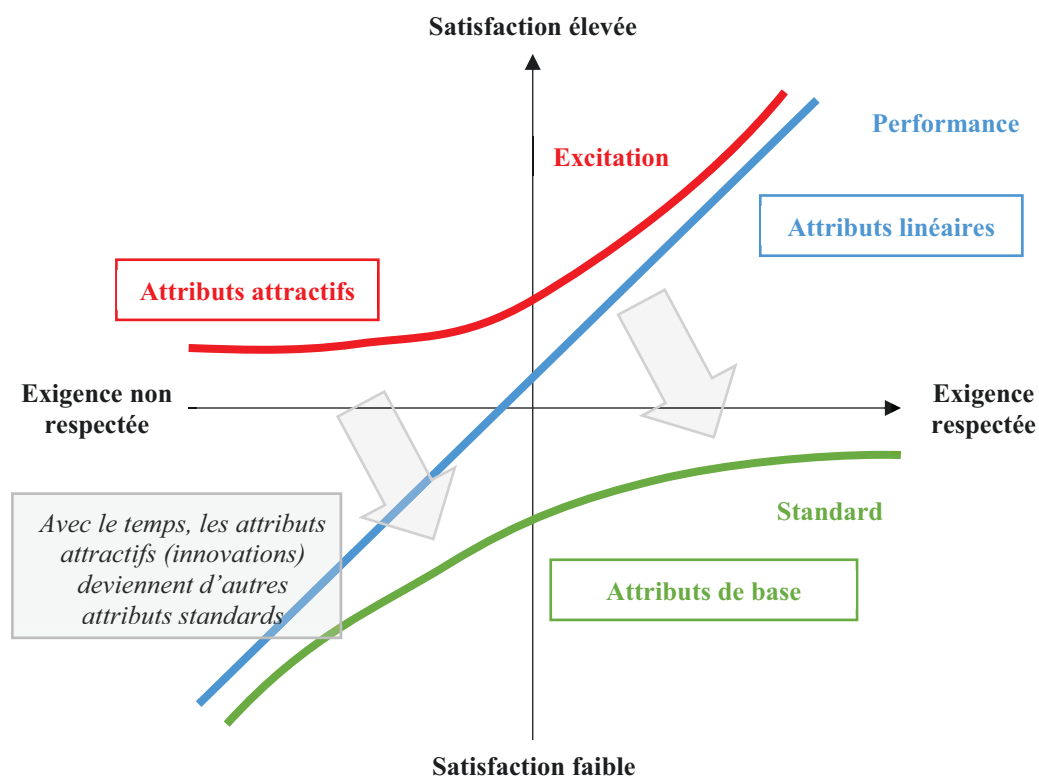 Satisfaction élevée
Performance
Excitation
Attributs linéaires
Attributs attractifs
Exigence non
respectée
Exigence
respectée
Avec le temps, les attributs
attractifs (innovations)
deviennent d’autres
attributs standards
Standard
Attributs de base
Satisfaction faible